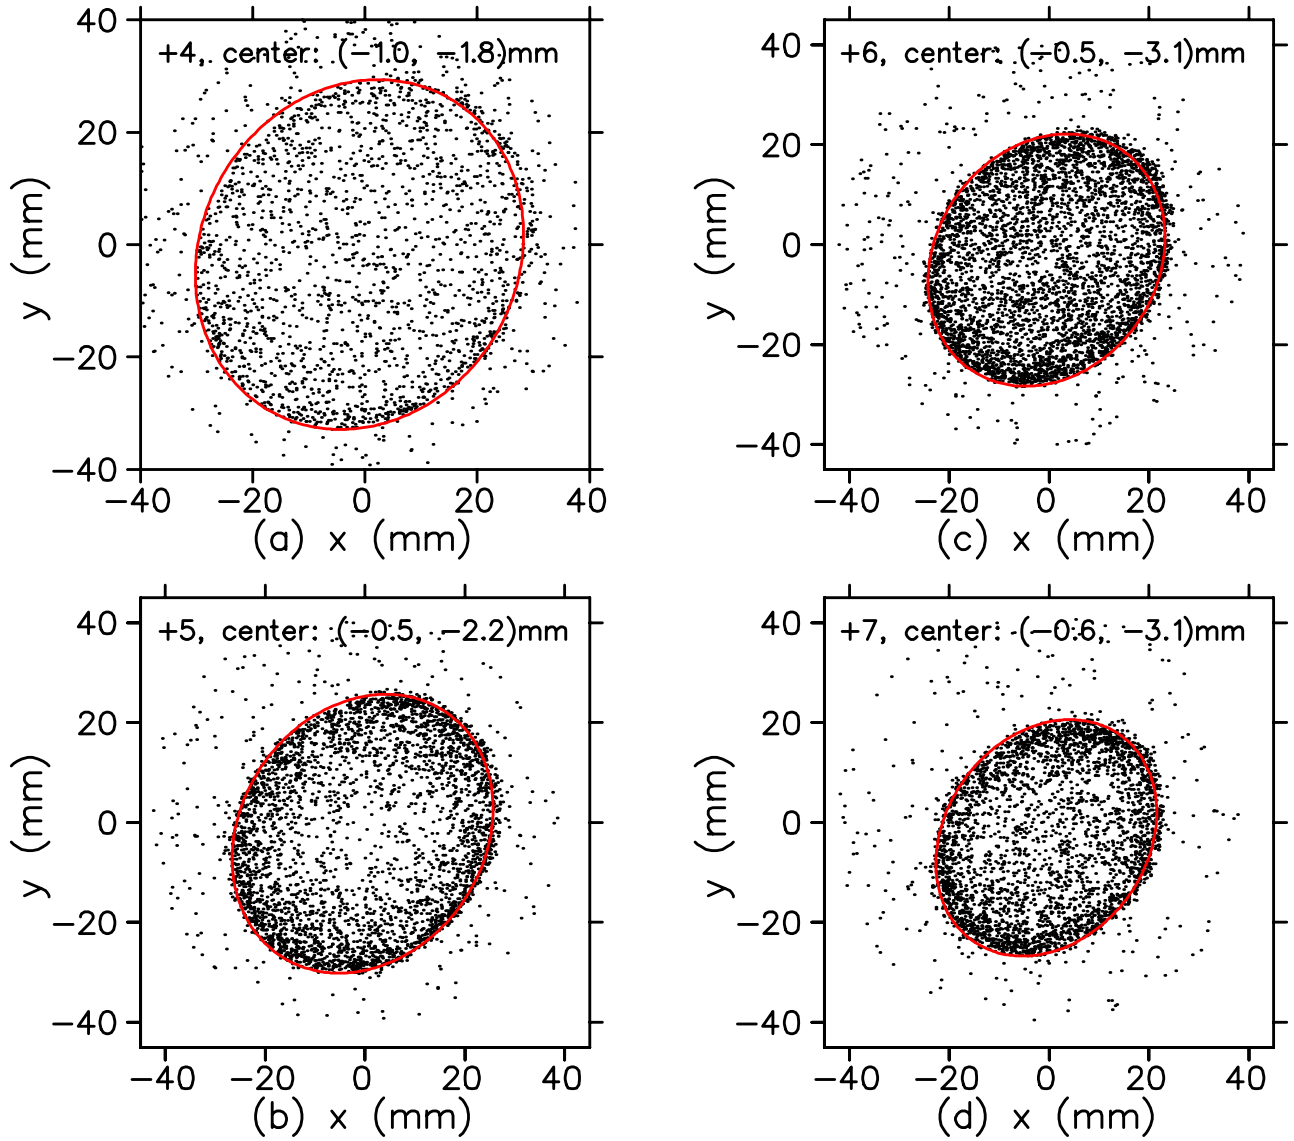 +4, center: (−1.0, −1.8)mm
40
20
0
−20
−40
y (mm)
−40 −20 0 20 40
(a) x (mm)
+6, center: (−0.5, −3.1)mm
40
20
0
−20
−40
y (mm)
−40 −20 0 20 40
(c) x (mm)
+5, center: (−0.5, −2.2)mm
40
20
0
−20
−40
y (mm)
−40 −20 0 20 40
(b) x (mm)
+7, center: (−0.6, −3.1)mm
40
20
0
−20
−40
y (mm)
−40 −20 0 20 40
(d) x (mm)